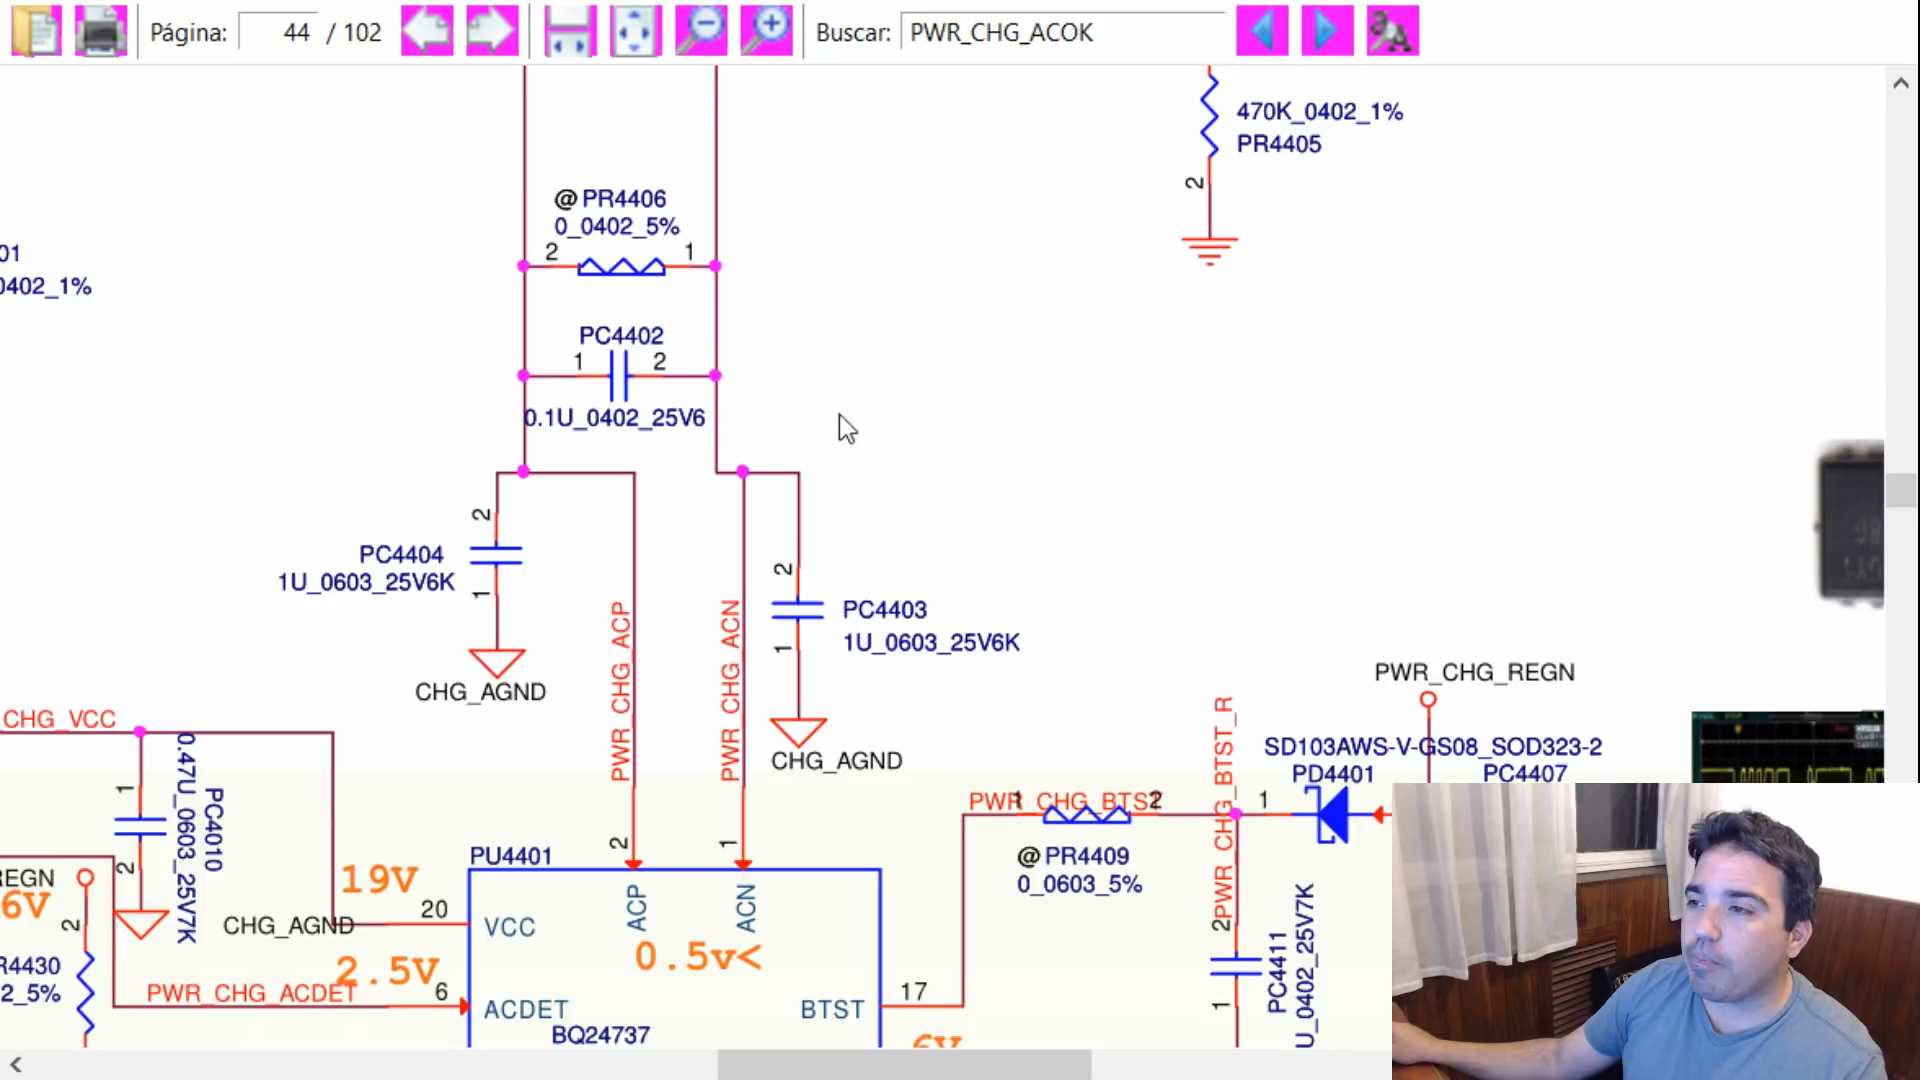 Página: 44 / 102 Buscar: PWR_CHG_ACOK
470K_0402_1%
PR4405
2
@ PR4406
0_0402_5%
2 1
01
0402_1%
PC4402
1 2
0.1U_0402_25V6
2
PC4404
1U_0603_25V6K
1
CHG_AGND
PWR_CHG_ACP
PWR_CHG_ACN
2
PC4403
1U_0603_25V6K
1
CHG_AGND
PWR_CHG_REGN
SD103AWS-V-GS08_SOD323-2
PD4401 PC4407
CHG_VCC
1
2
0.47U_0603_25V7K
PC4010
PWR_CHG_BTST
1 2
1
PWR_CHG_BTST_R
@ PR4409
0_0603_5%
2
PC4411
U_0402_25V7K
1
2 1
PU4401
19V
20
CHG_AGND
VCC
ACP
ACN
0.5v<
REGN
6V
2
R4430
2_5%
2.5V
PWR_CHG_ACDET
6
ACDET
BQ24737
BTST
17
6V